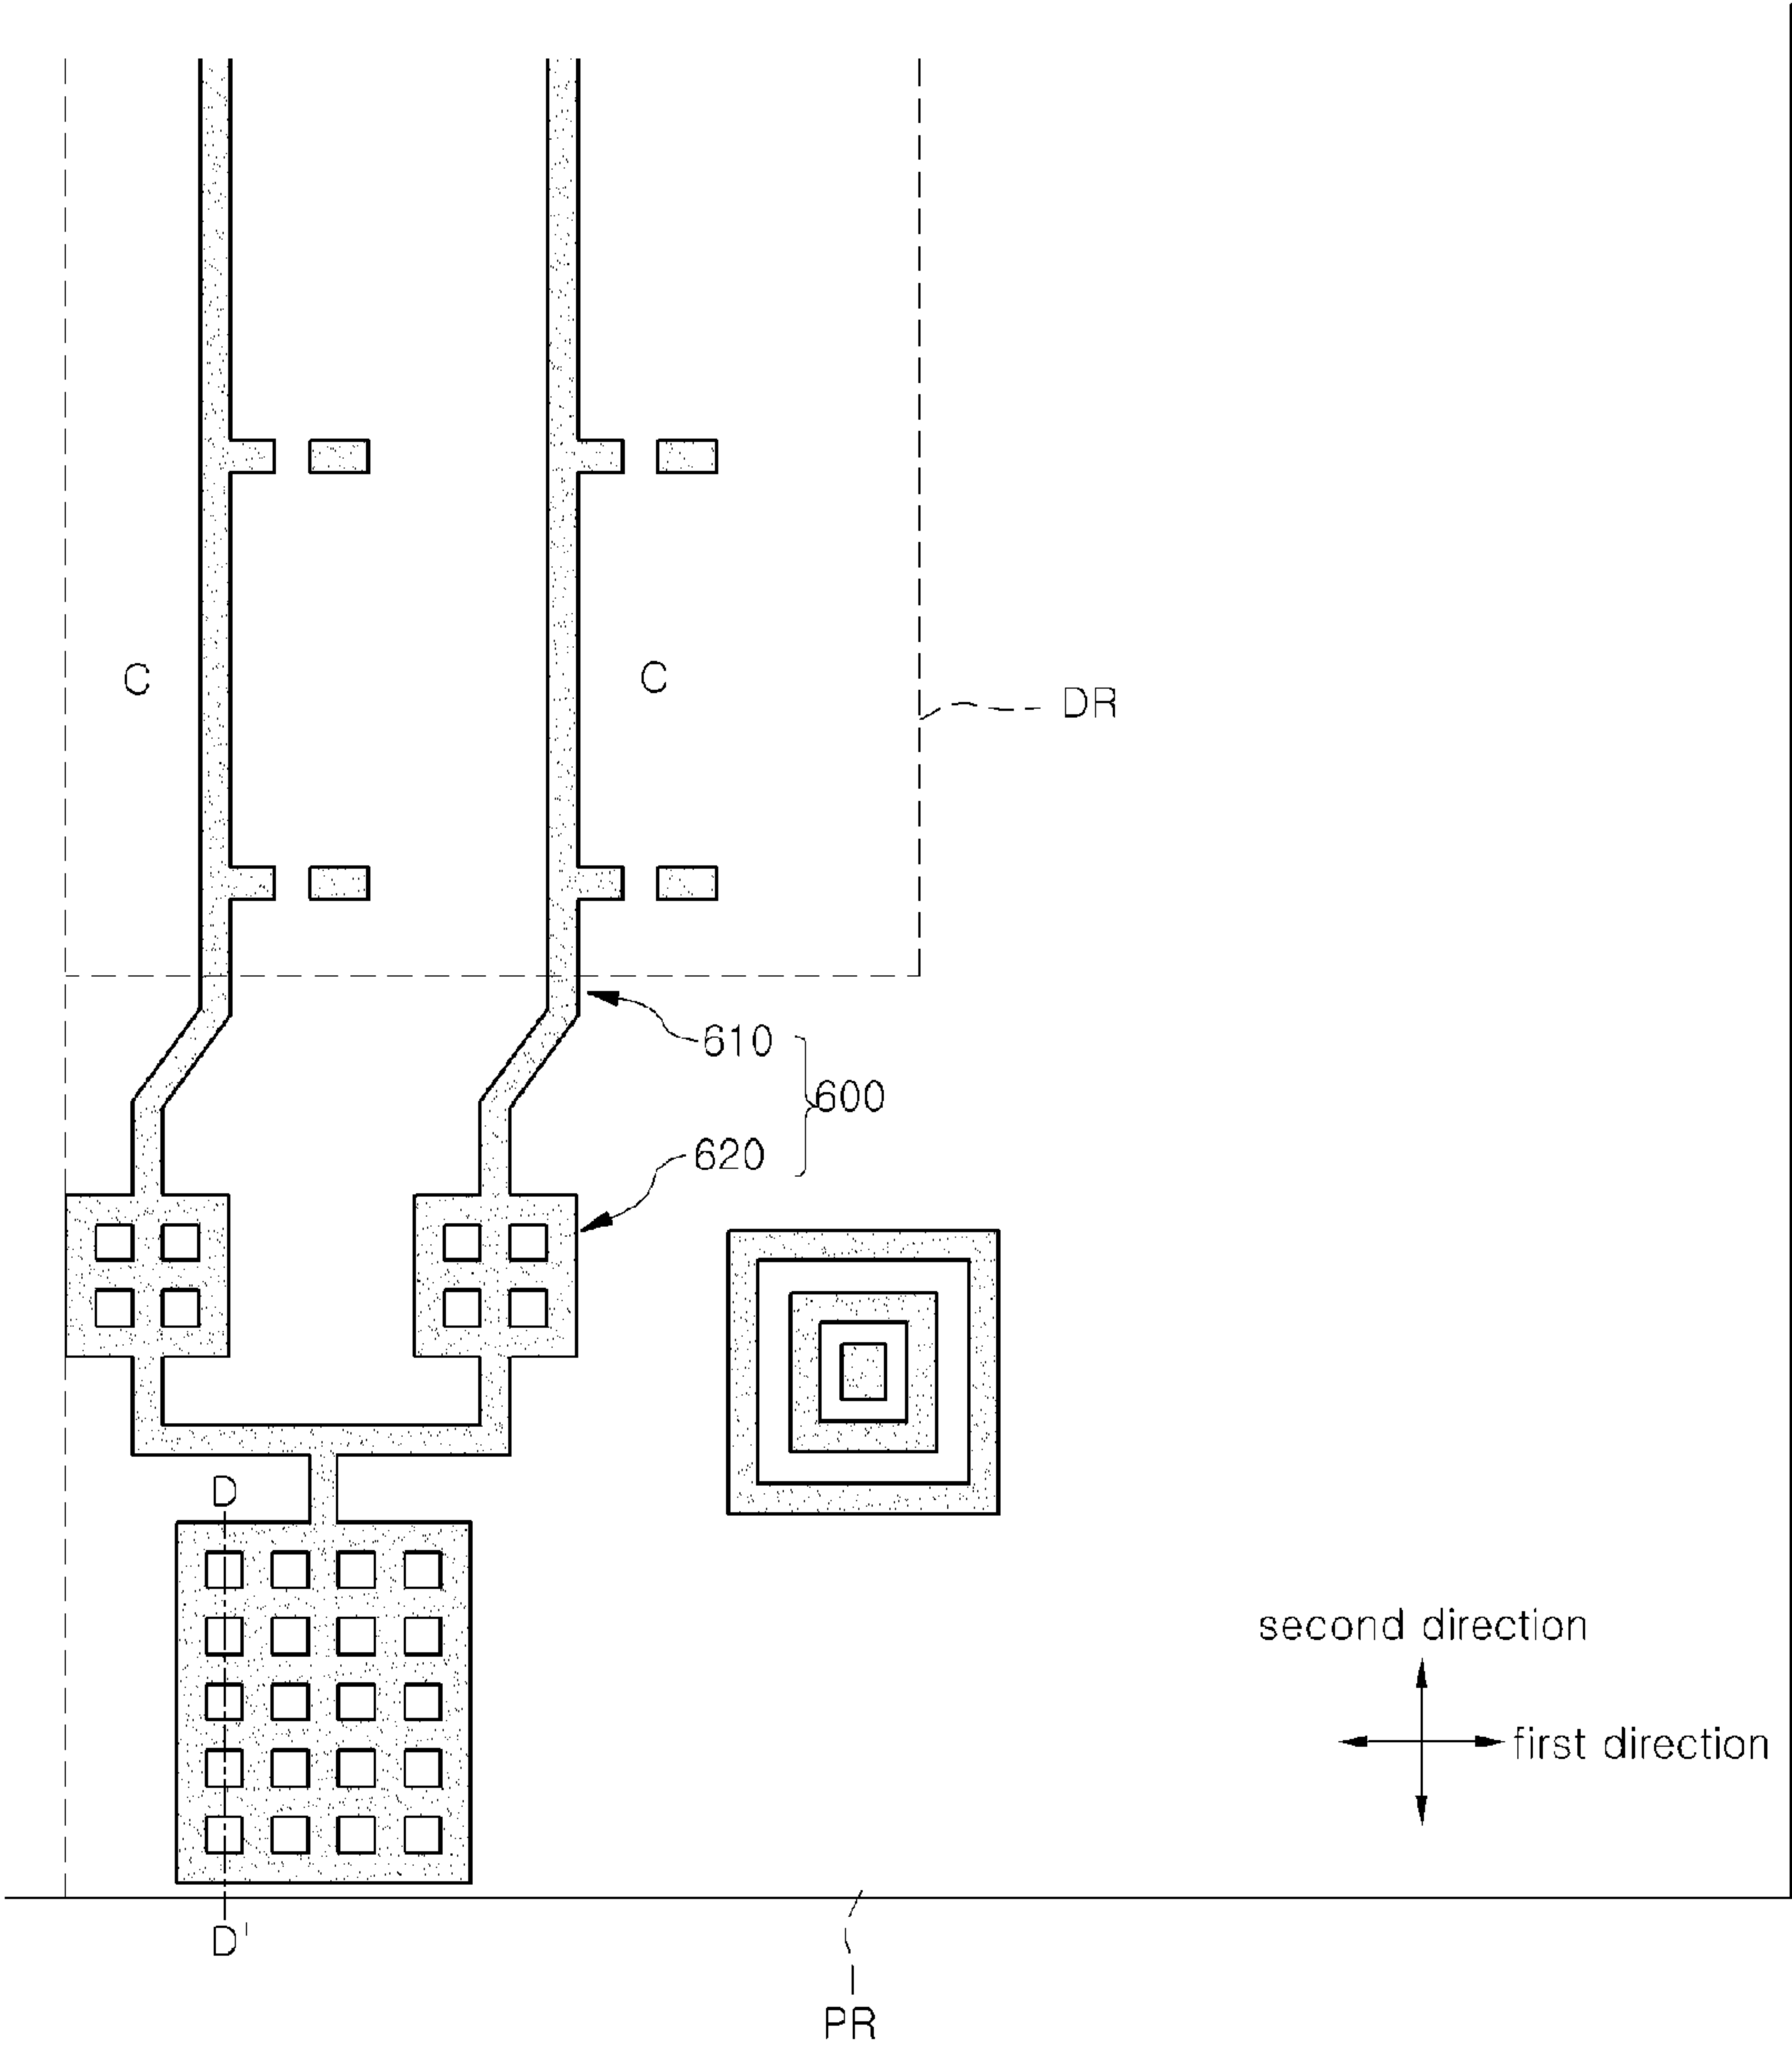 C
C
DR
610
600
620
D
second direction
first direction
D'
PR